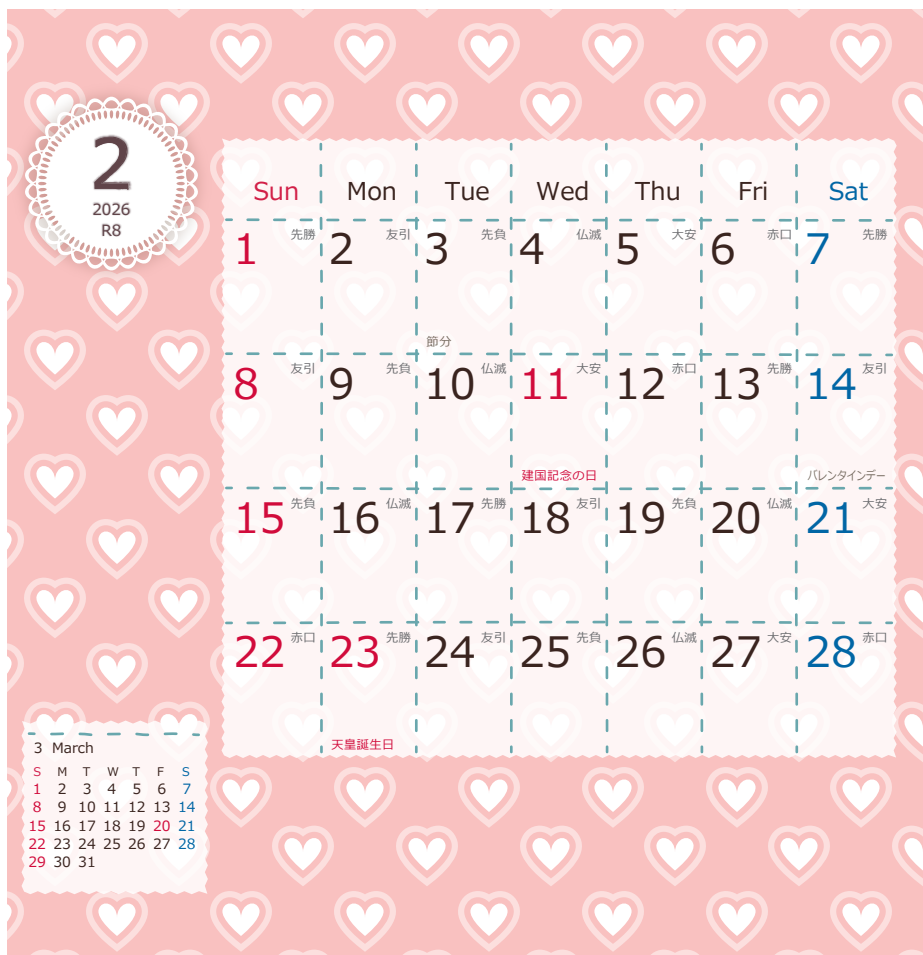 2
2026
R8
Sun Mon Tue Wed Thu Fri Sat
1 先勝 2 友引 3 先負 4 仏滅 5 大安 6 赤口 7 先勝
節分
8 友引 9 先負 10 仏滅 11 大安 12 赤口 13 先勝 14 友引
建国記念の日 バレンタインデー
15 先負 16 仏滅 17 先勝 18 友引 19 先負 20 仏滅 21 大安
22 赤口 23 先勝 24 友引 25 先負 26 仏滅 27 大安 28 赤口
天皇誕生日
3 March
S M T W T F S
1 2 3 4 5 6 7
8 9 10 11 12 13 14
15 16 17 18 19 20 21
22 23 24 25 26 27 28
29 30 31